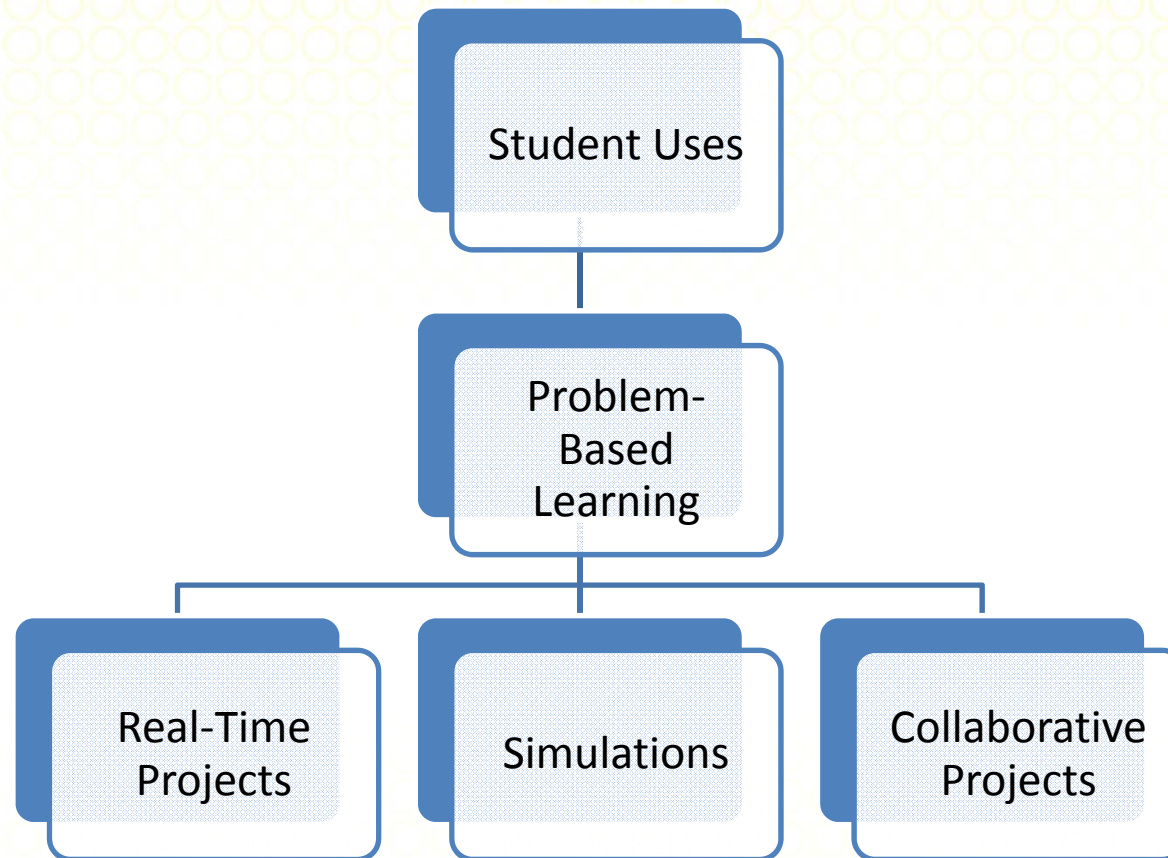 Student Uses
Problem-
Based
Learning
Real-Time
Projects
Simulations
Collaborative
Projects